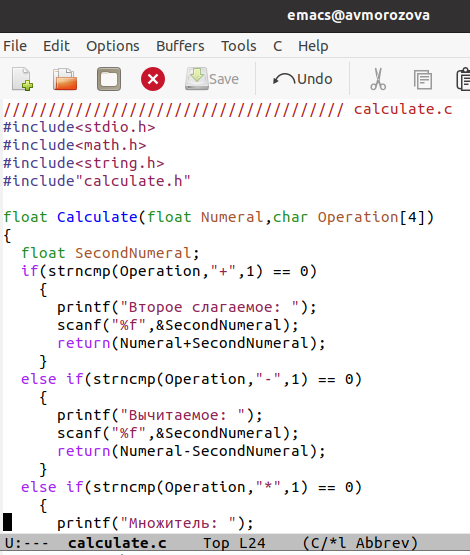 emacs@avmorozova
File Edit Options Buffers Tools C Help
Save Undo
////////////////////////////////////// calculate.c
#include<stdio.h>
#include<math.h>
#include<string.h>
#include"calculate.h"
float Calculate(float Numeral,char Operation[4])
{
float SecondNumeral;
if(strncmp(Operation,"+",1) == 0)
{
printf("Второе слагаемое: ");
scanf("%f",&SecondNumeral);
return(Numeral+SecondNumeral);
}
else if(strncmp(Operation,"-",1) == 0)
{
printf("Вычитаемое: ");
scanf("%f",&SecondNumeral);
return(Numeral-SecondNumeral);
}
else if(strncmp(Operation,"*",1) == 0)
{
printf("Множитель: ");
U:--- calculate.c Top L24 (C/*l Abbrev)